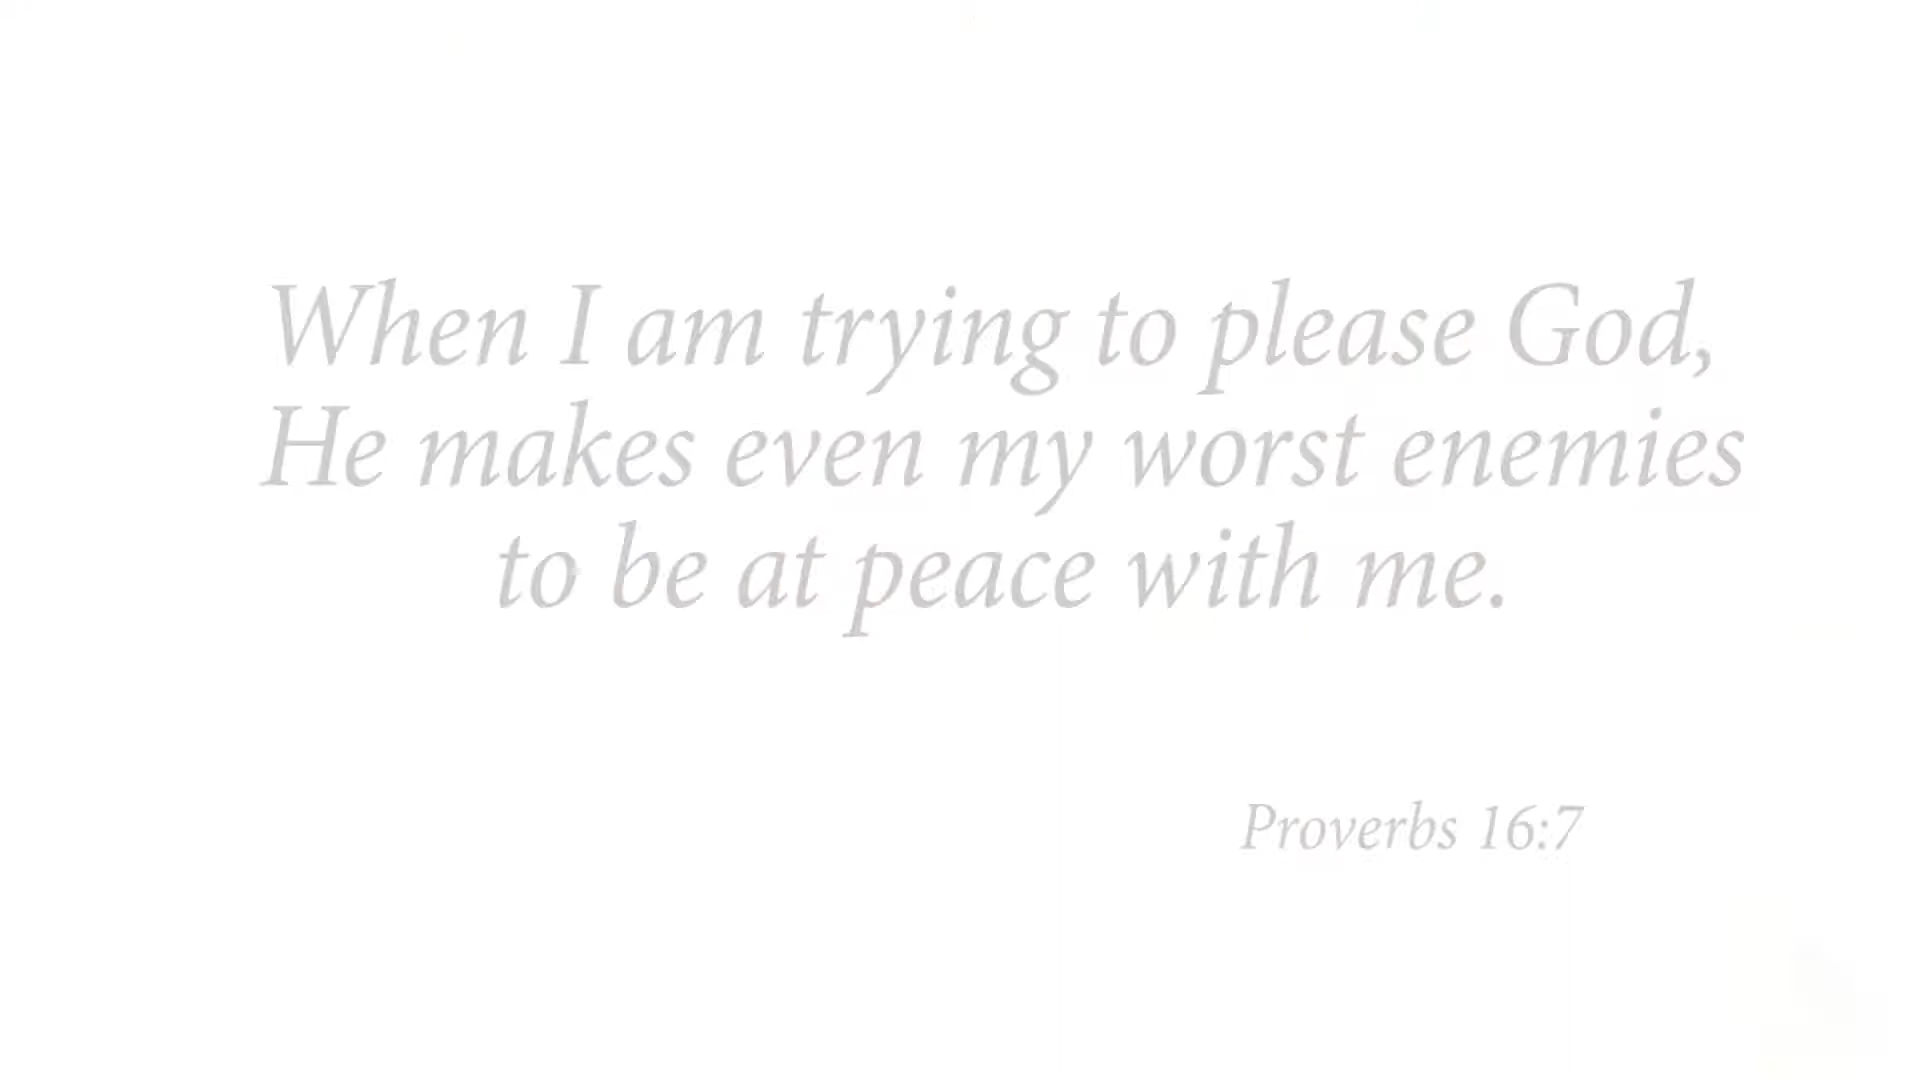 When I am trying to please God,
He makes even my worst enemies
to be at peace with me.
Proverbs 16:7